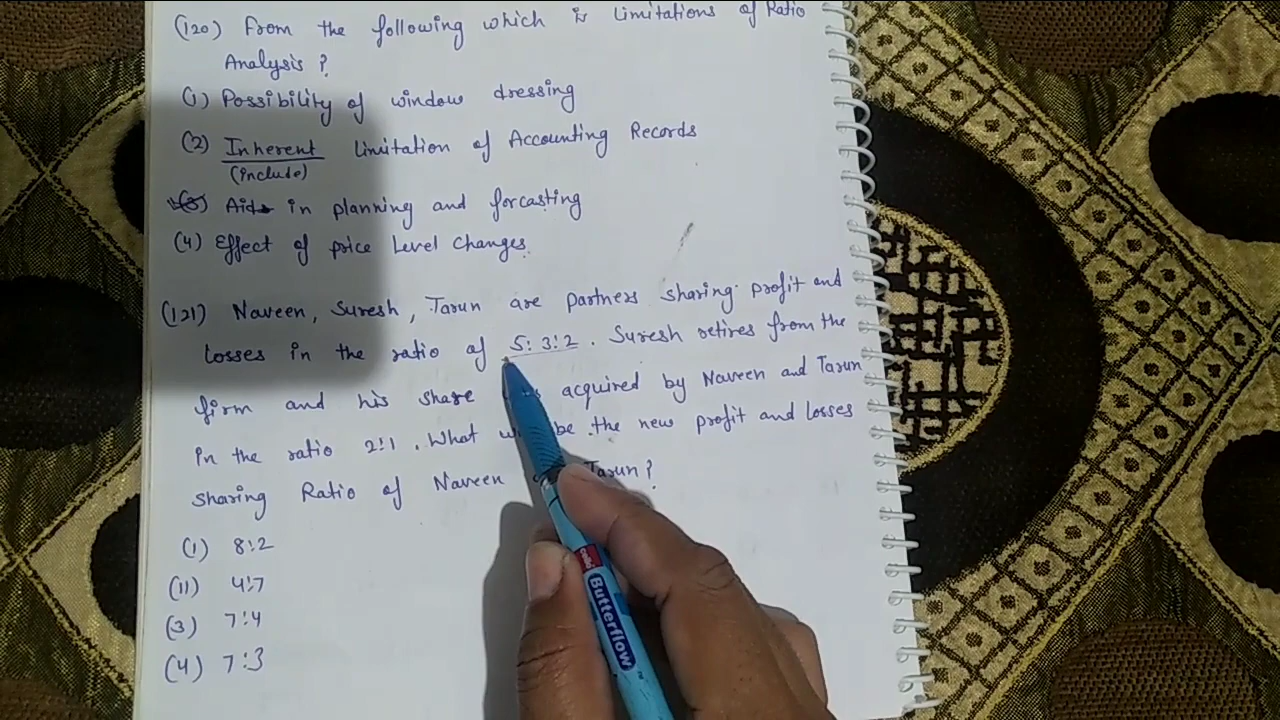 (120) From the following which is Limitations of Ratio
Analysis ?
(1) Possibility of window dressing
(2) Inherent Limitation of Accounting Records
(include)
(3) Aids in planning and forcasting
(4) Effect of price Level Changes.
(121) Naveen, Suresh, Tarun are partners sharing profit and
losses in the ratio of 5:3:2. Suresh retires from the
firm and his share acquired by Naveen and Tarun
in the ratio 2:1. What be the new profit and losses
sharing Ratio of Naveen Tarun?
(1) 8:2
(11) 4:7
(3) 7:4
(4) 7:3
cello
Butterflow